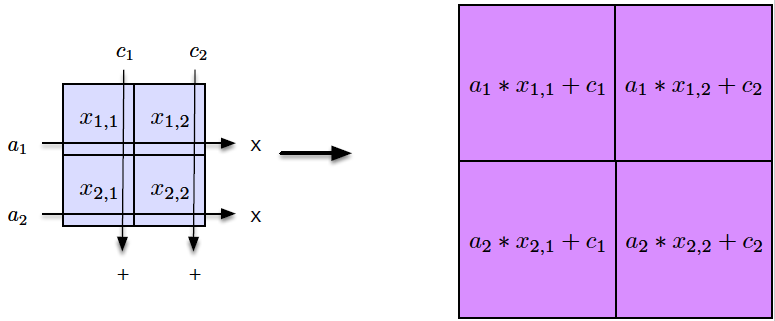 c₁ c₂
x₁,₁ x₁,₂
a₁ x
x₂,₁ x₂,₂
a₂ x
+ +
a₁ * x₁,₁ + c₁ a₁ * x₁,₂ + c₂
a₂ * x₂,₁ + c₁ a₂ * x₂,₂ + c₂